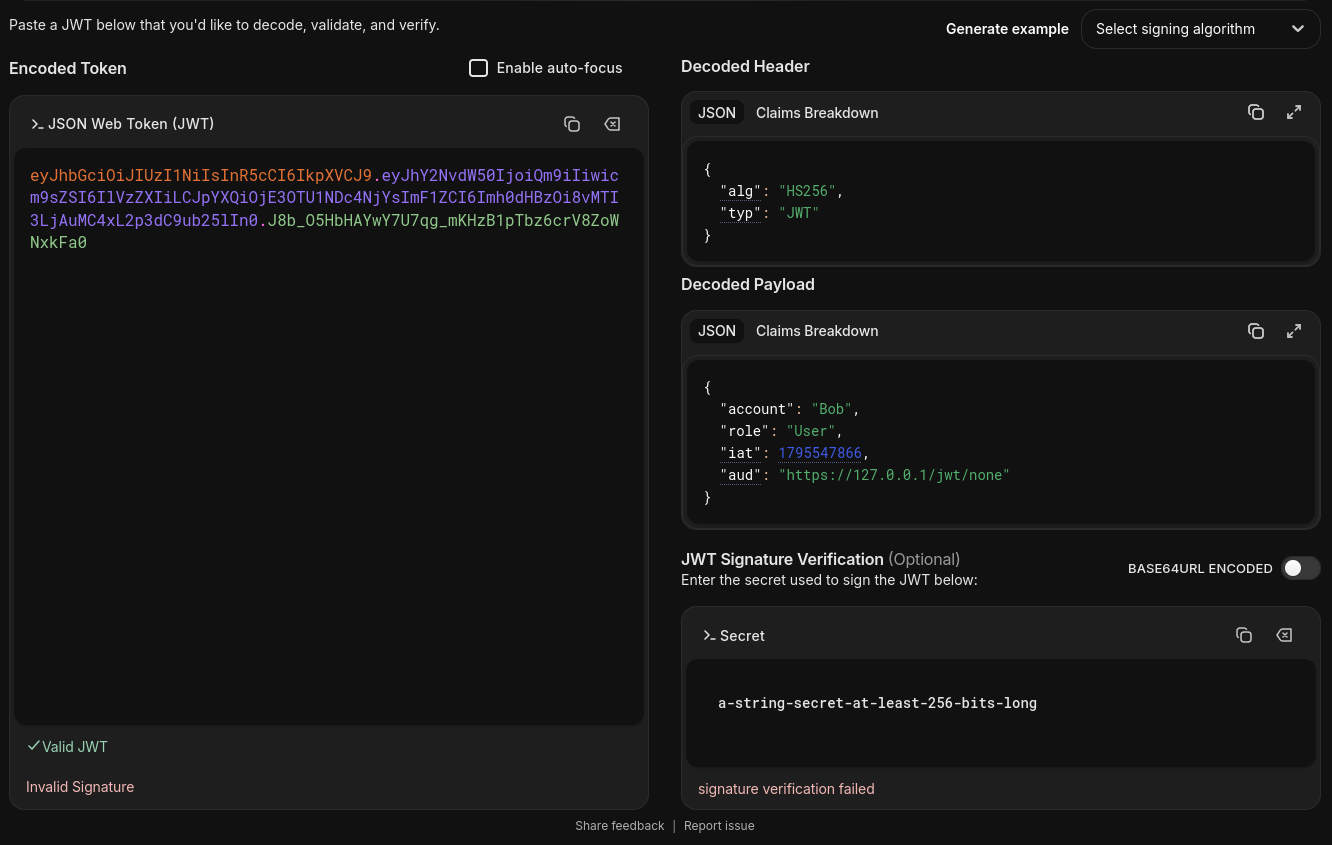 Paste a JWT below that you'd like to decode, validate, and verify.
Generate example
Select signing algorithm
Encoded Token
Enable auto-focus
JSON Web Token (JWT)
eyJhbGciOiJIUzI1NiIsInR5cCI6IkpXVCJ9.eyJhY2NvdW50IjoiQm9iIiwic
m9sZSI6IlVzZXIiLCJpYXQiOjE3OTU1NDc4NjYsImF1ZCI6Imh0dHBzOi8vMTI
3LjAuMC4xL2p3dC9ub25lIn0.J8b_O5HbHAYwY7U7qg_mKHzB1pTbz6crV8ZoW
NxkFa0
Valid JWT
Invalid Signature
Decoded Header
JSON Claims Breakdown
{
"alg": "HS256",
"typ": "JWT"
}
Decoded Payload
JSON Claims Breakdown
{
"account": "Bob",
"role": "User",
"iat": 1795547866,
"aud": "https://127.0.0.1/jwt/none"
}
JWT Signature Verification (Optional)
Enter the secret used to sign the JWT below:
BASE64URL ENCODED
Secret
a-string-secret-at-least-256-bits-long
signature verification failed
Share feedback | Report issue